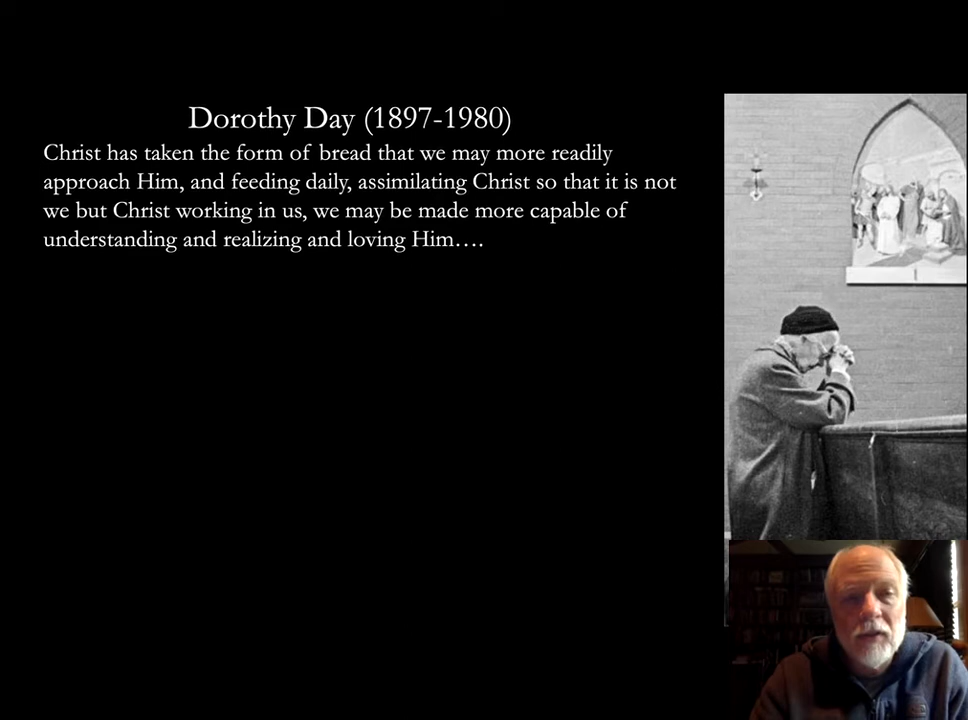 Dorothy Day (1897-1980)
Christ has taken the form of bread that we may more readily
approach Him, and feeding daily, assimilating Christ so that it is not
we but Christ working in us, we may be made more capable of
understanding and realizing and loving Him….